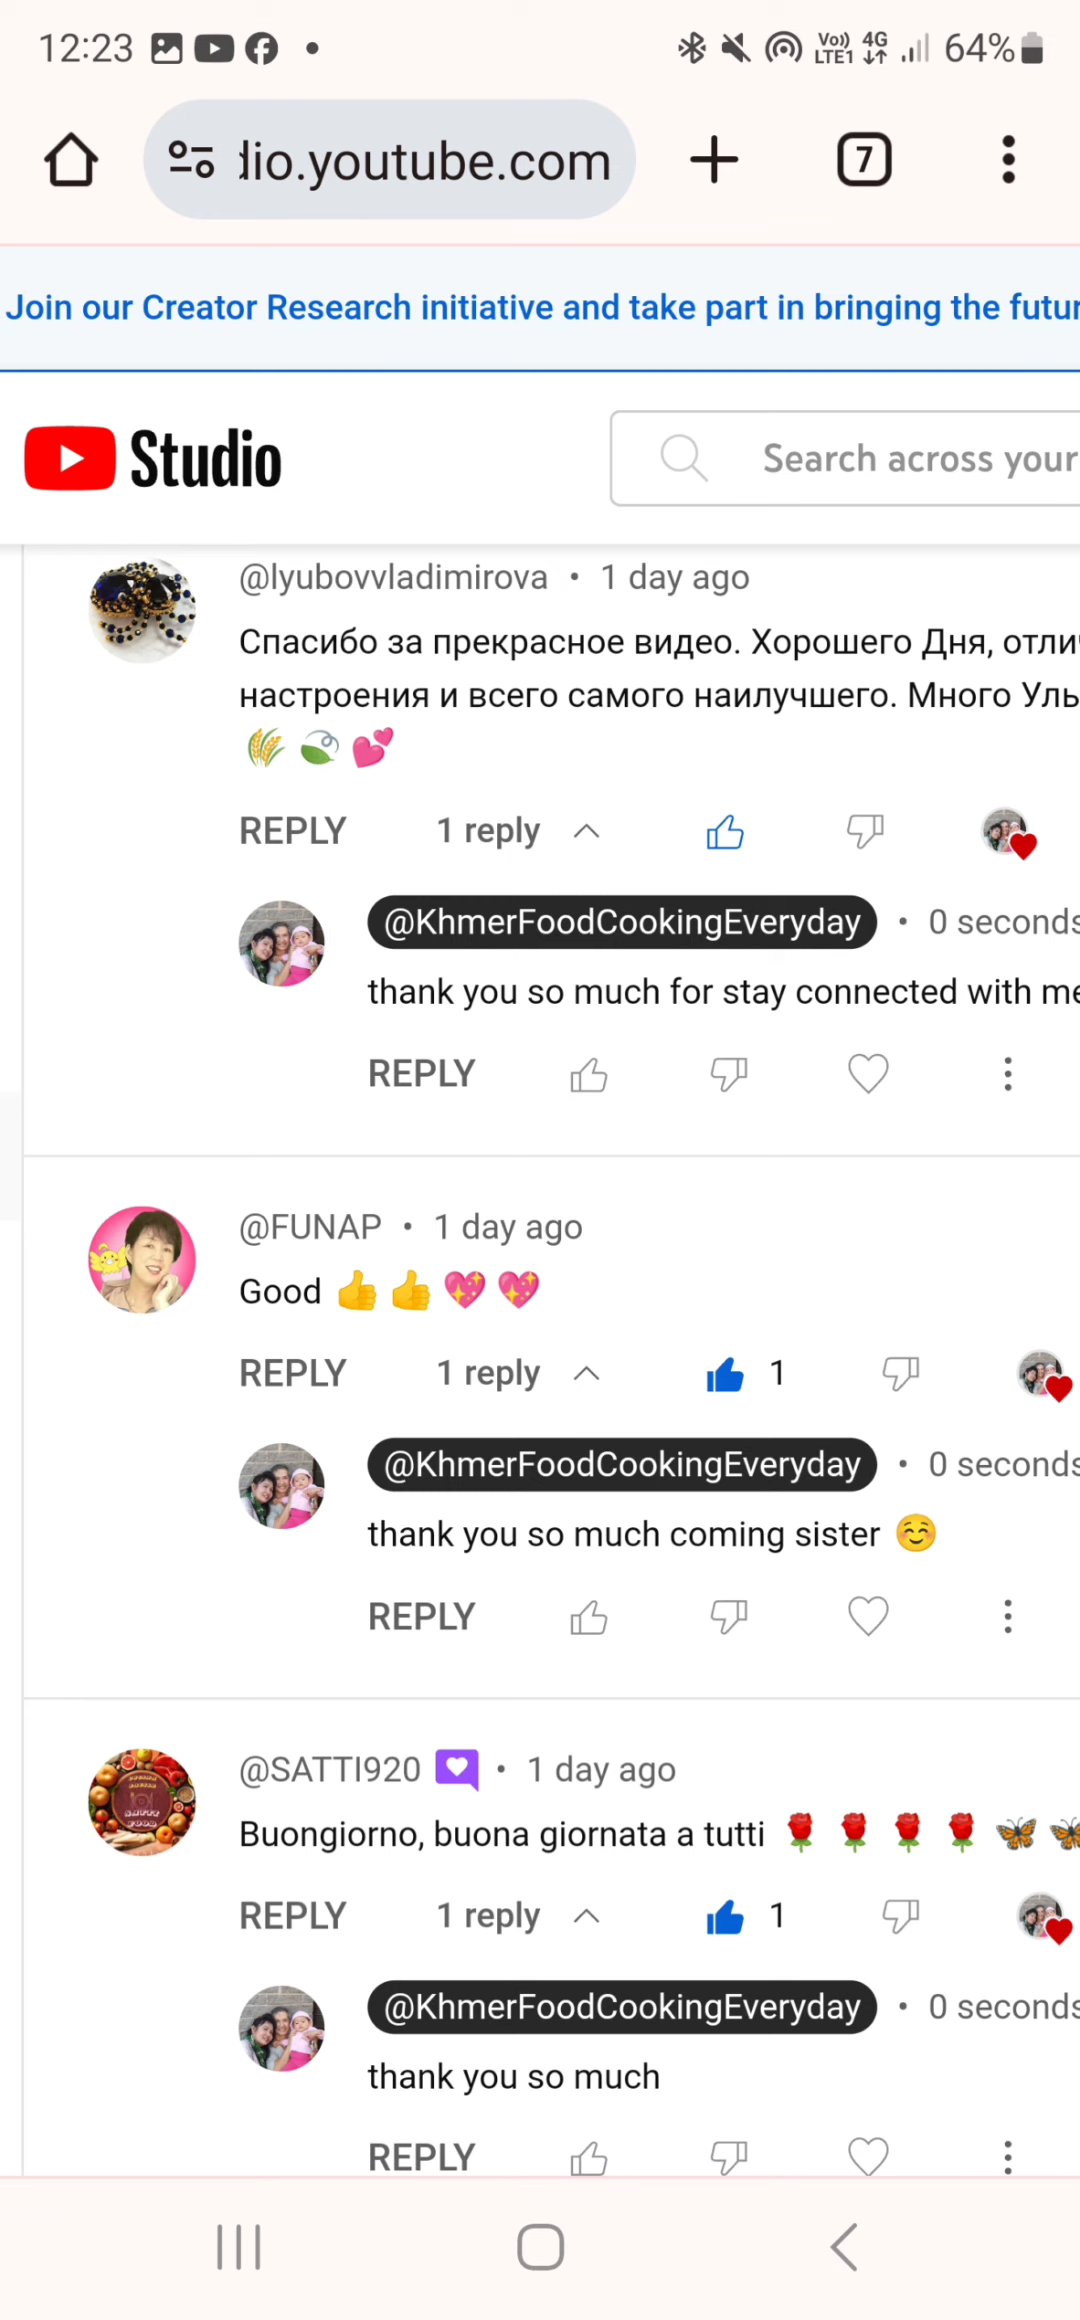 12:23
Vo)) LTE1 4G 64%
dio.youtube.com
7
Join our Creator Research initiative and take part in bringing the futur
Studio
Search across your
@lyubovvladimirova • 1 day ago
Спасибо за прекрасное видео. Хорошего Дня, отли
настроения и всего самого наилучшего. Много Уль
🌾 🍃 💕
REPLY 1 reply
@KhmerFoodCookingEveryday • 0 seconds
thank you so much for stay connected with me
REPLY
@FUNAP • 1 day ago
Good 👍 👍 💖 💖
REPLY 1 reply 1
@KhmerFoodCookingEveryday • 0 seconds
thank you so much coming sister ☺️
REPLY
@SATTI920 • 1 day ago
Buongiorno, buona giornata a tutti 🌹 🌹 🌹 🌹 🦋 🦋
REPLY 1 reply 1
@KhmerFoodCookingEveryday • 0 seconds
thank you so much
REPLY